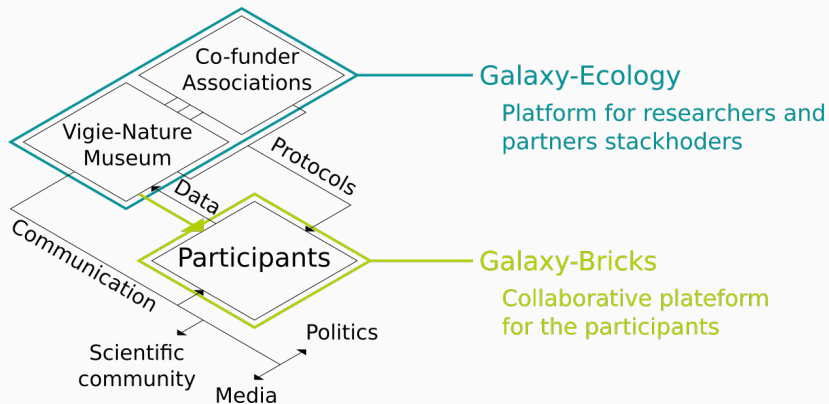 Co-funder
Associations
Galaxy-Ecology
Platform for researchers and
partners stackhoders
Vigie-Nature
Museum
Protocols
Data
Communication
Participants
Galaxy-Bricks
Collaborative plateform
for the participants
Politics
Scientific
community
Media